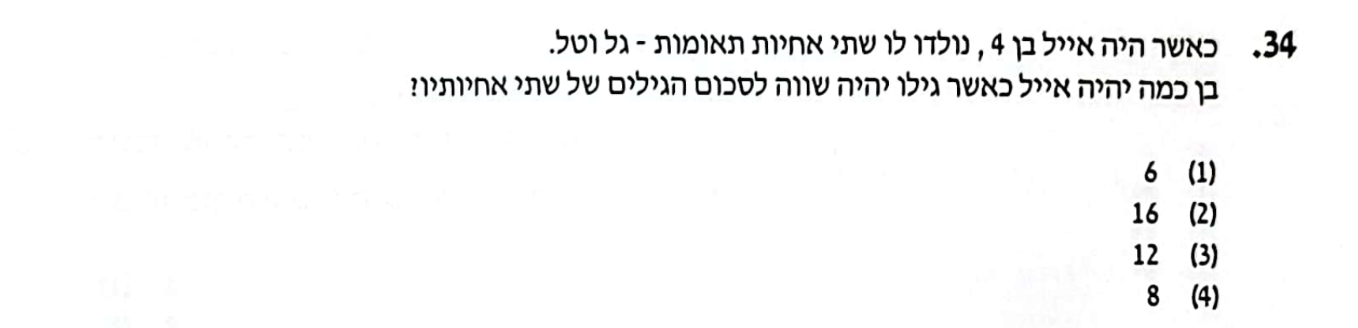 34. כאשר היה אייל בן 4, נולדו לו שתי אחיות תאומות - גל וטל.
בן כמה יהיה אייל כאשר גילו יהיה שווה לסכום הגילים של שתי אחיותיו?
(1) 6
(2) 16
(3) 12
(4) 8